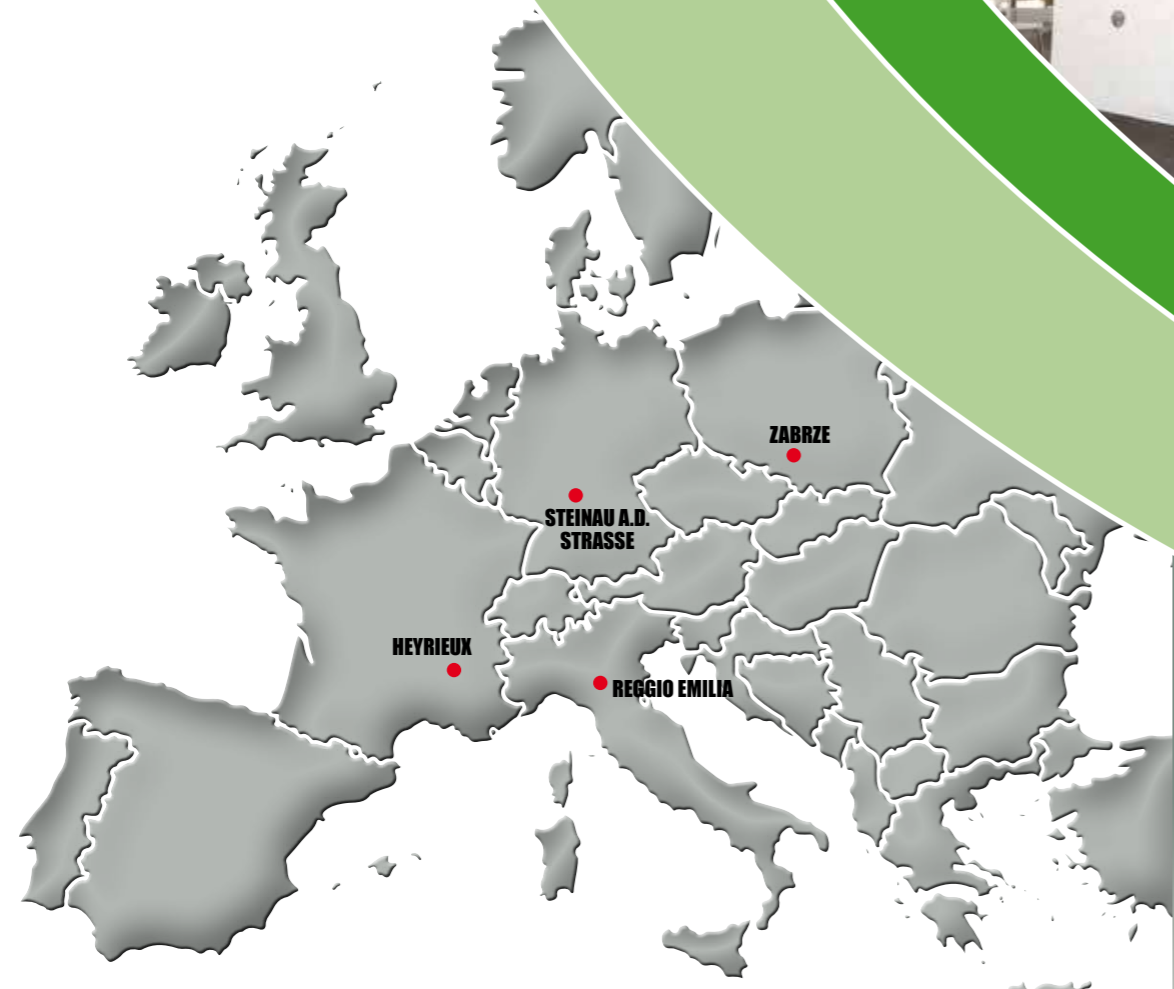 ZABRZE
STEINAU A.D.
STRASSE
HEYRIEUX
REGGIO EMILIA